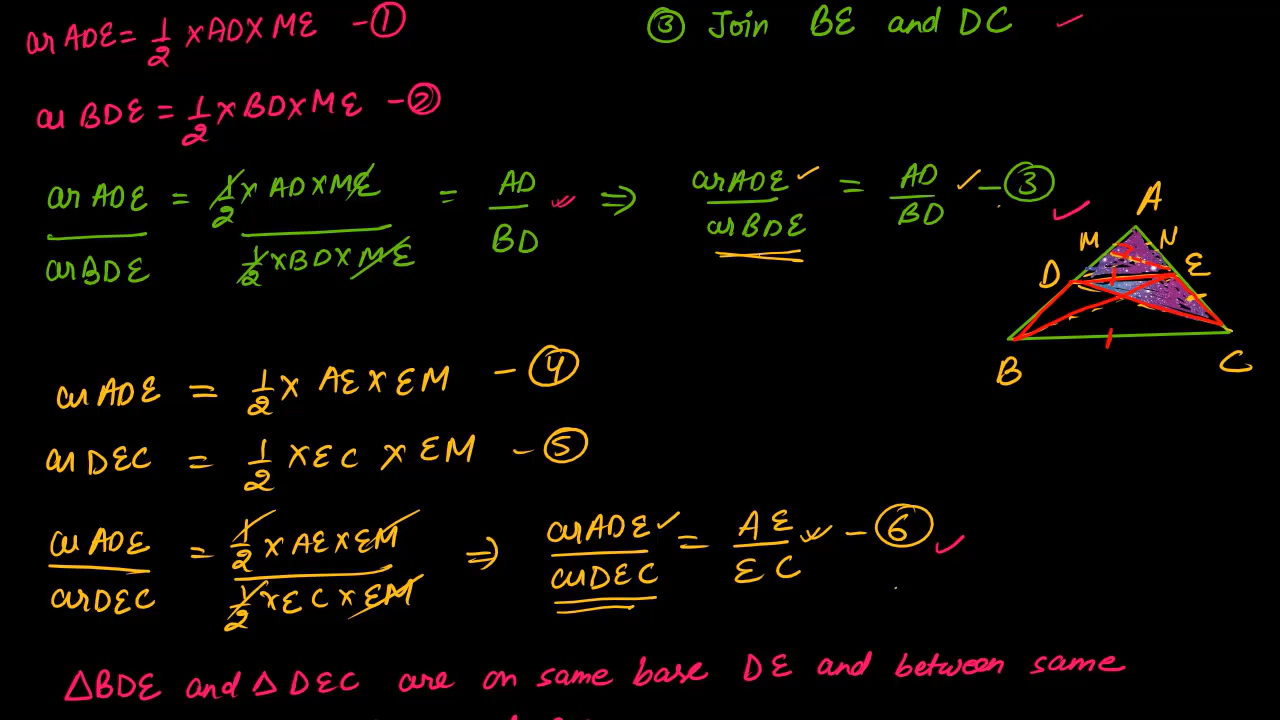 ar ADE = 1/2 × AD × ME - ①
③ Join BE and DC
ar BDE = 1/2 × BD × ME - ②
ar ADE / ar BDE = 1/2 × AD × ME / 1/2 × BD × ME = AD / BD ⇒ ar ADE / ar BDE = AD / BD - ③
A
M N
D E
B C
ar ADE = 1/2 × AE × EM - ④
ar DEC = 1/2 × EC × EM - ⑤
ar ADE / ar DEC = 1/2 × AE × EM / 1/2 × EC × EM ⇒ ar ADE / ar DEC = AE / EC - ⑥
△BDE and △DEC are on same base DE and between same